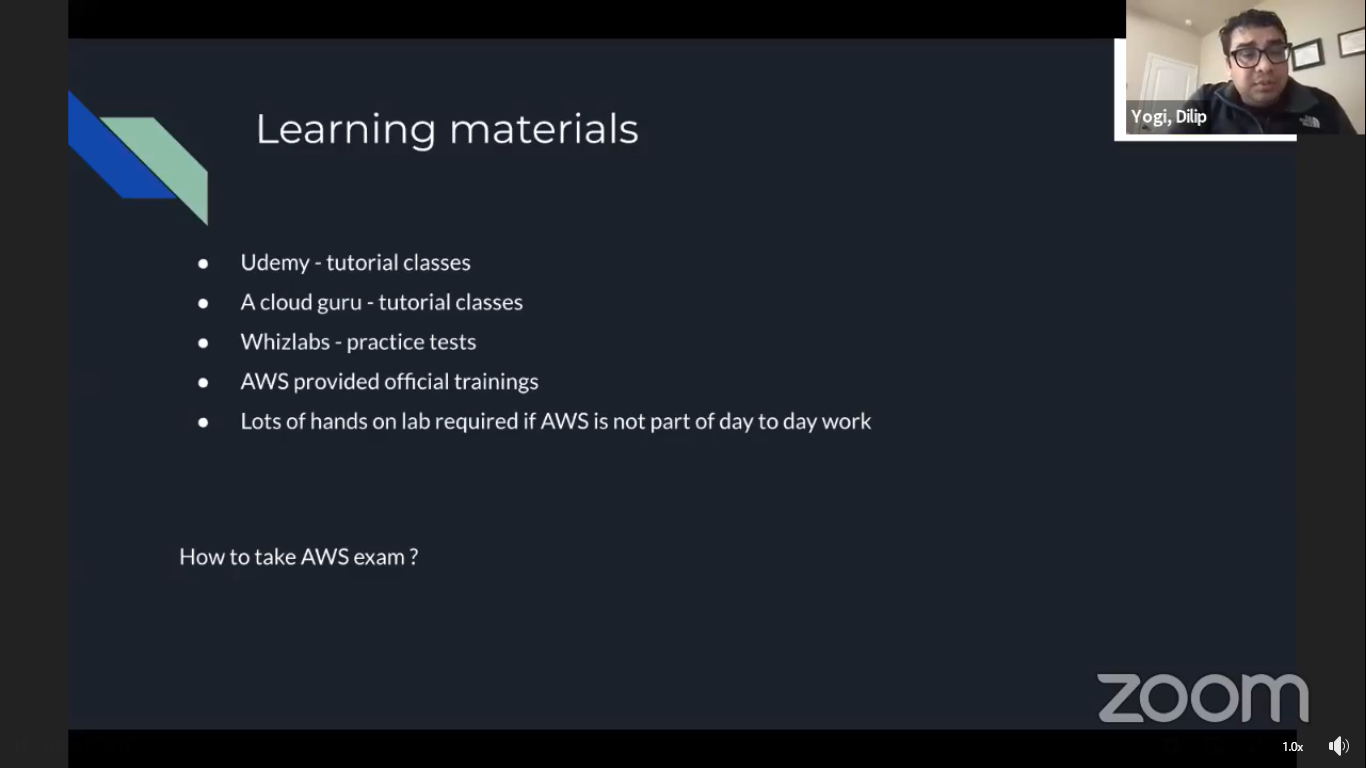 Yogi, Dilip
Learning materials
● Udemy - tutorial classes
● A cloud guru - tutorial classes
● Whizlabs - practice tests
● AWS provided official trainings
● Lots of hands on lab required if AWS is not part of day to day work
How to take AWS exam ?
zoom
1.0x